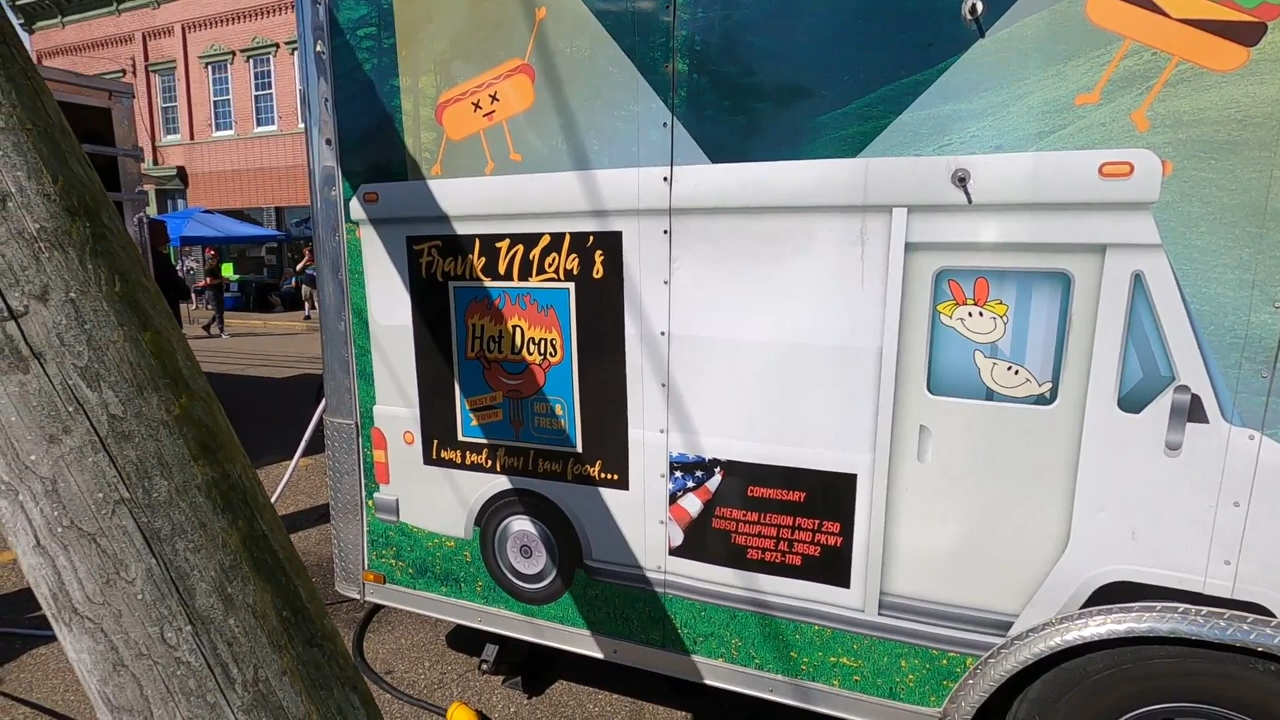 Frank N Lola's
Hot Dogs
BEST IN
TOWN
HOT &
FRESH
I was sad, then I saw food...
COMMISSARY
AMERICAN LEGION POST 250
10950 DAUPHIN ISLAND PKWY
THEODORE AL 36582
251-973-1116